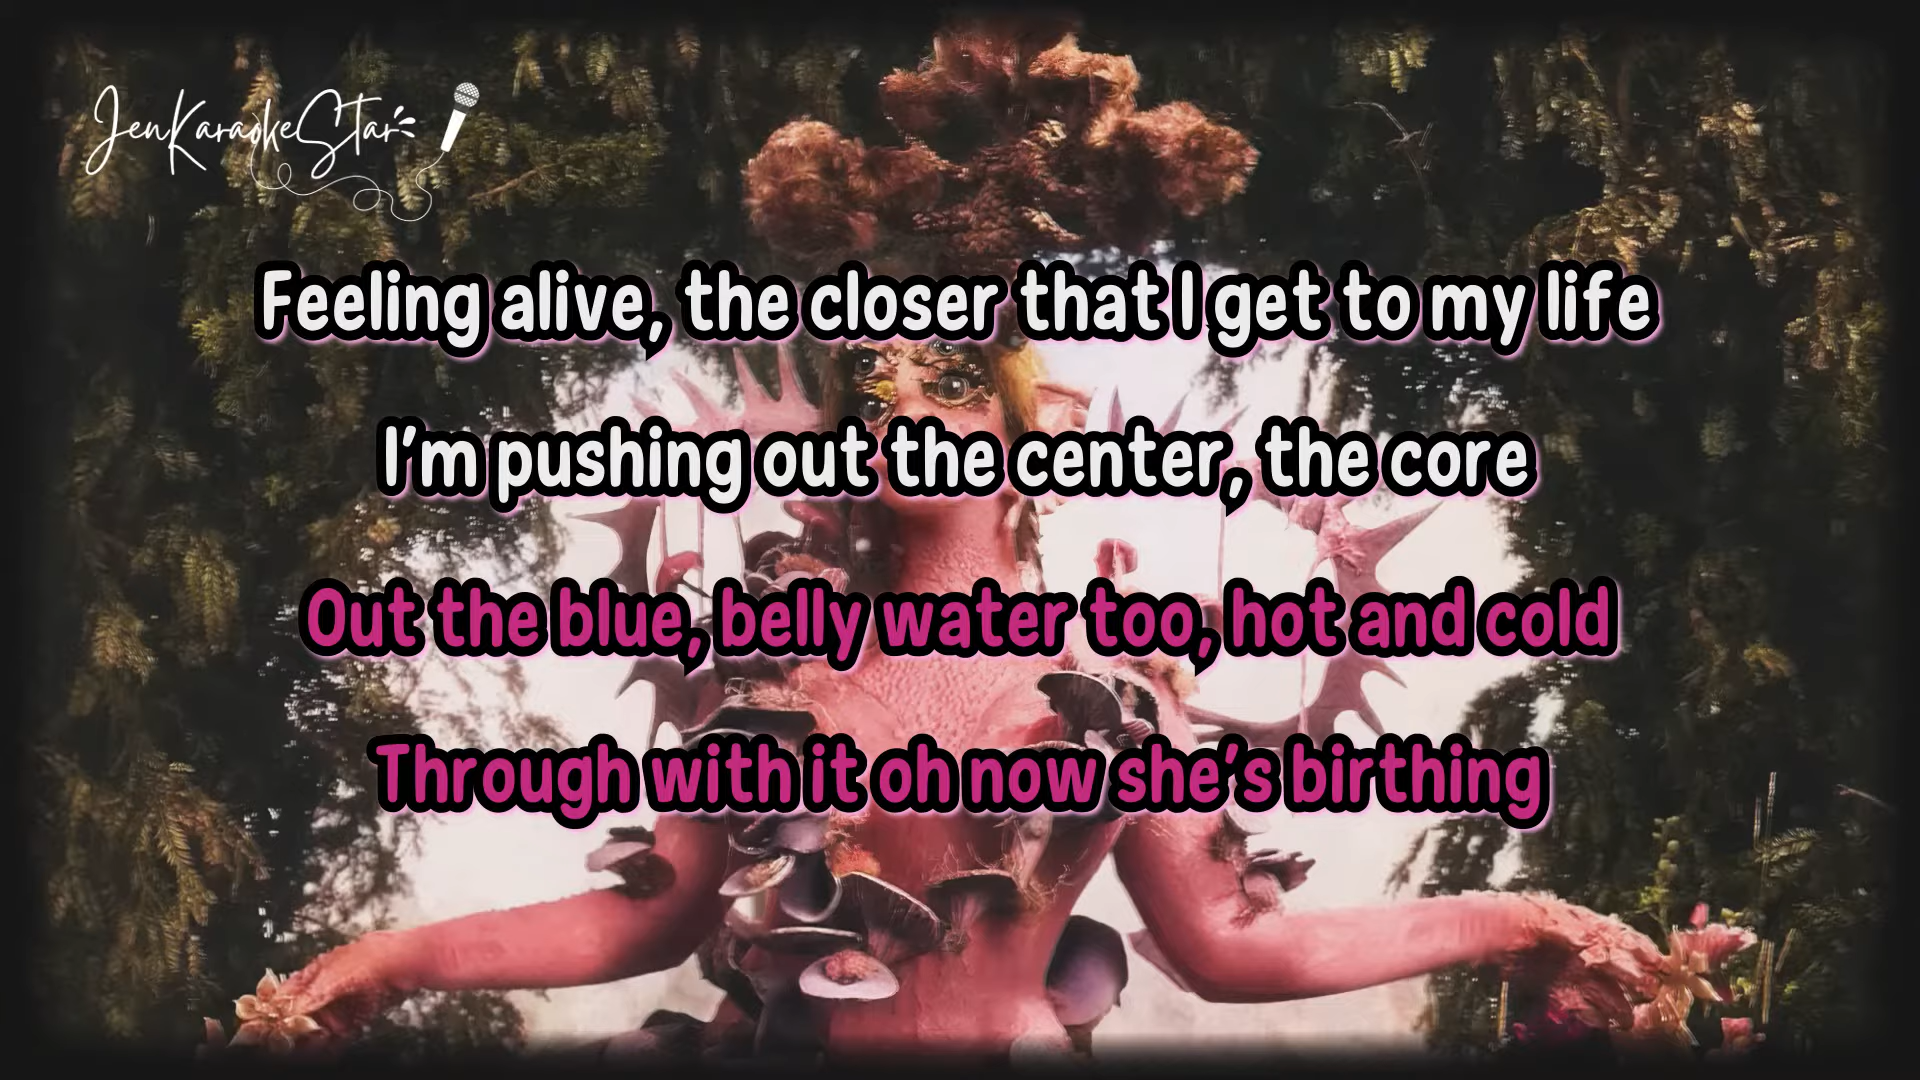 JenKaraokeStar
Feeling alive, the closer that I get to my life
I'm pushing out the center, the core
Out the blue, belly water too, hot and cold
Through with it oh now she's birthing